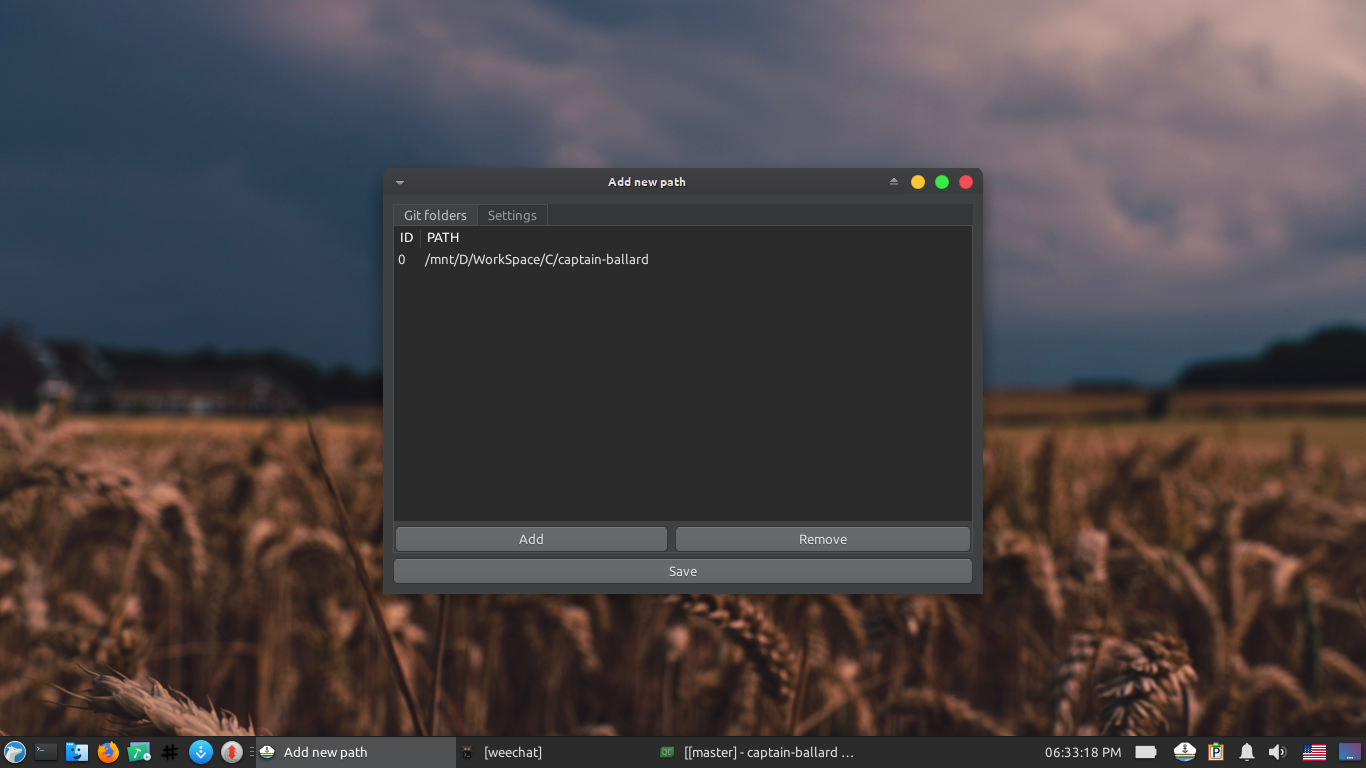 Add new path
Git folders Settings
ID PATH
0 /mnt/D/WorkSpace/C/captain-ballard
Add Remove
Save
Add new path [weechat] [[master] - captain-ballard ... 06:33:18 PM